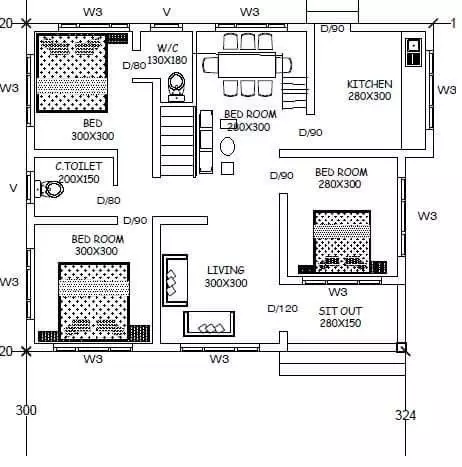 W3
V
W3
20
1
W/C
130X180
D/80
D/90
W3
KITCHEN
280X300
W3
BED
300X300
BED ROOM
280X300
D/90
C.TOILET
200X150
V
D/80
D/90
BED ROOM
280X300
D/90
W3
BED ROOM
300X300
W3
LIVING
300X300
W3
D/120
SIT OUT
280X150
20
W3
W3
300
324